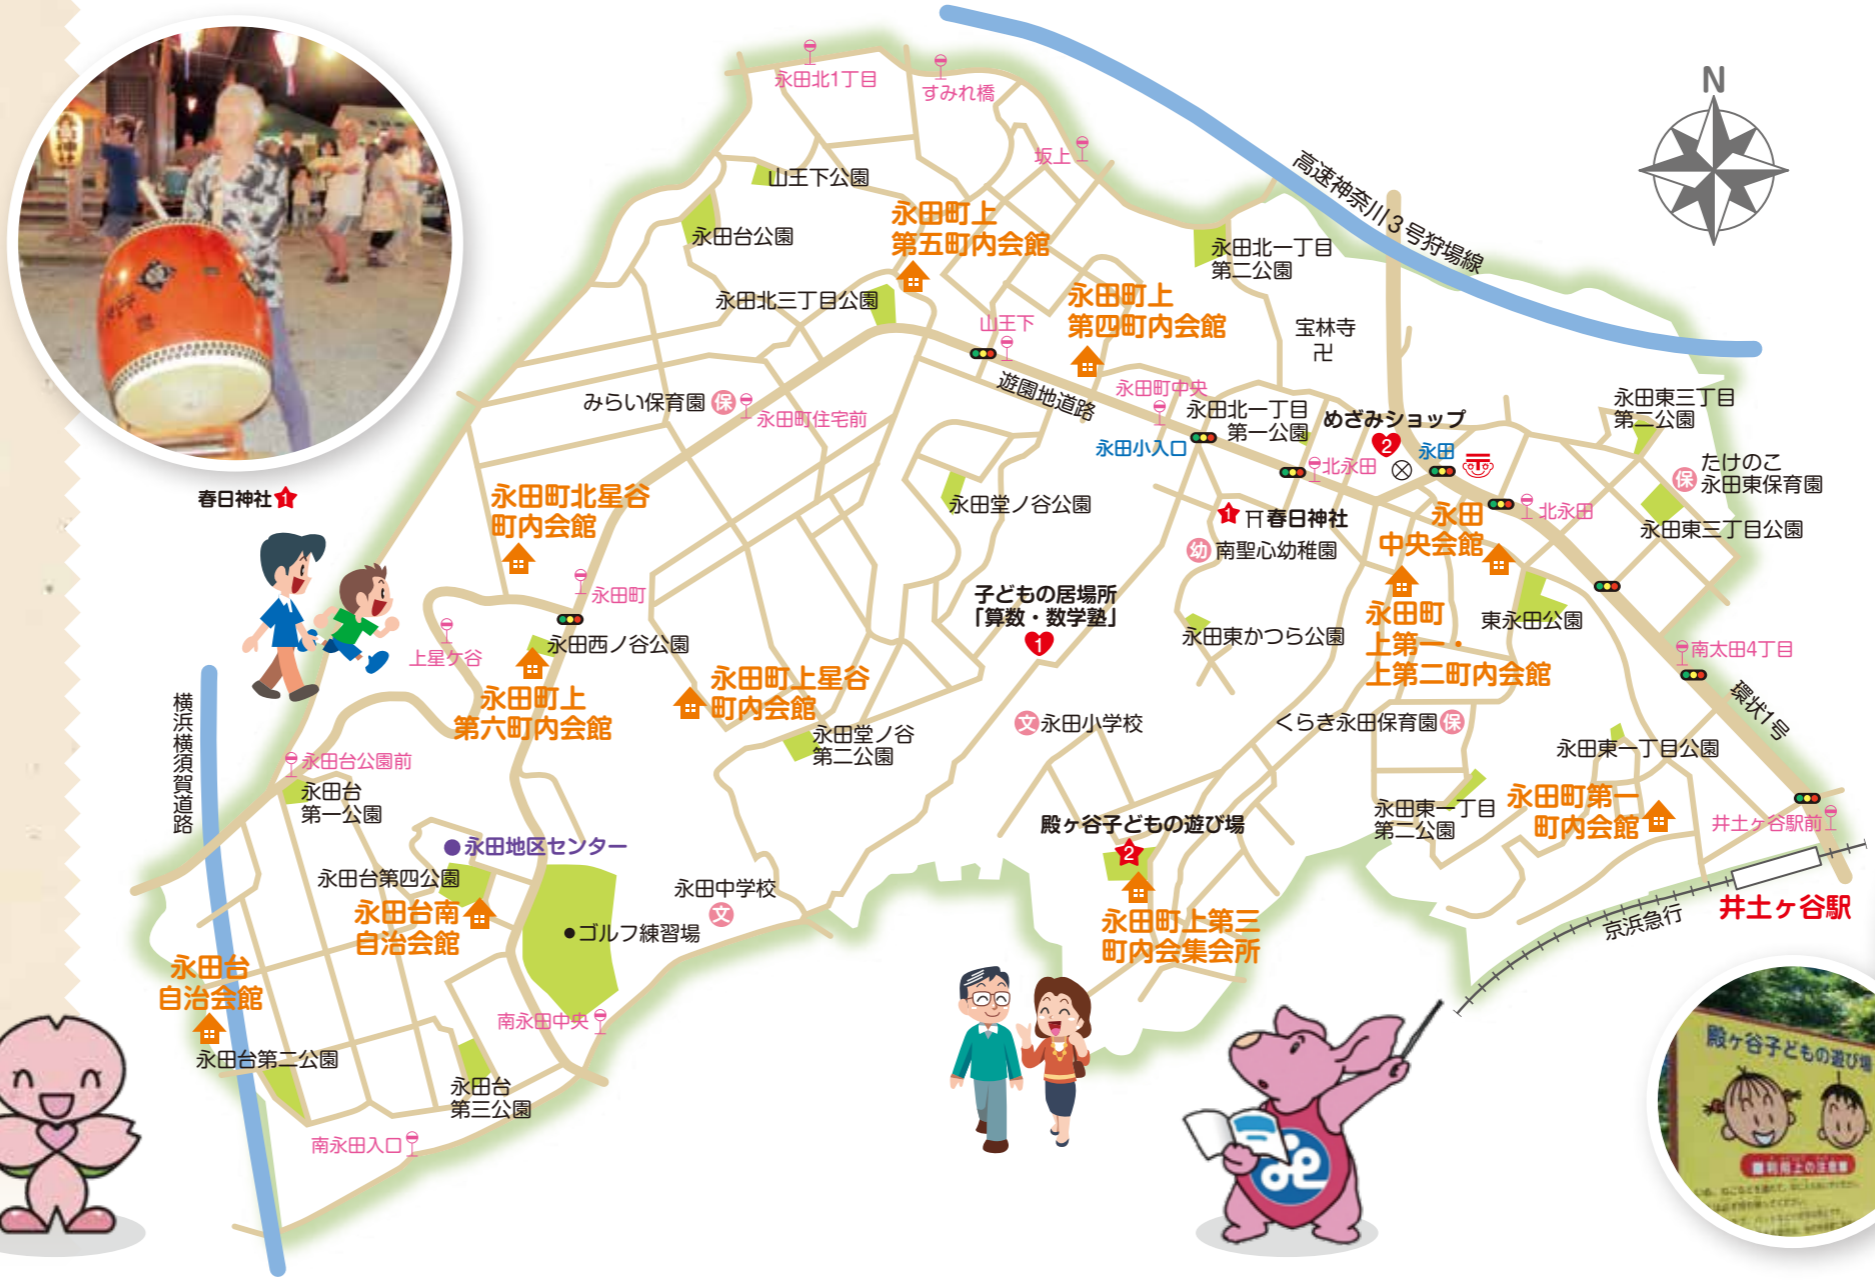 N
永田北1丁目
すみれ橋
坂上
高速神奈川3号狩場線
山王下公園
永田台公園
永田町上
第五町内会館
永田北一丁目
第二公園
永田北三丁目公園
永田町上
第四町内会館
山王下
宝林寺
卍
遊園地道路
永田町中央
みらい保育園
保
永田町住宅前
永田北一丁目
第一公園
めざみショップ
2
永田小入口
北永田
永田
〒
永田東三丁目
第二公園
保
たけのこ
永田東保育園
永田東三丁目公園
北永田
春日神社
1
永田町北星谷
町内会館
永田堂ノ谷公園
1
春日神社
幼
南聖心幼稚園
永田
中央会館
永田町
上星ケ谷
永田西ノ谷公園
子どもの居場所
「算数・数学塾」
1
永田東かつら公園
永田町
上第一・
上第二町内会館
東永田公園
南太田4丁目
環状1号
永田町上
第六町内会館
永田町上星谷
町内会館
永田堂ノ谷
第二公園
文
永田小学校
くらき永田保育園
保
永田東一丁目公園
横浜横須賀道路
永田台公園前
永田台
第一公園
永田地区センター
永田台第四公園
永田台南
自治会館
永田中学校
文
ゴルフ練習場
殿ヶ谷子どもの遊び場
2
永田町上第三
町内会集会所
永田東一丁目
第二公園
永田町第一
町内会館
井土ヶ谷駅前
井土ヶ谷駅
京浜急行
永田台
自治会館
永田台第二公園
南永田中央
永田台
第三公園
南永田入口
殿ヶ谷子どもの遊び場